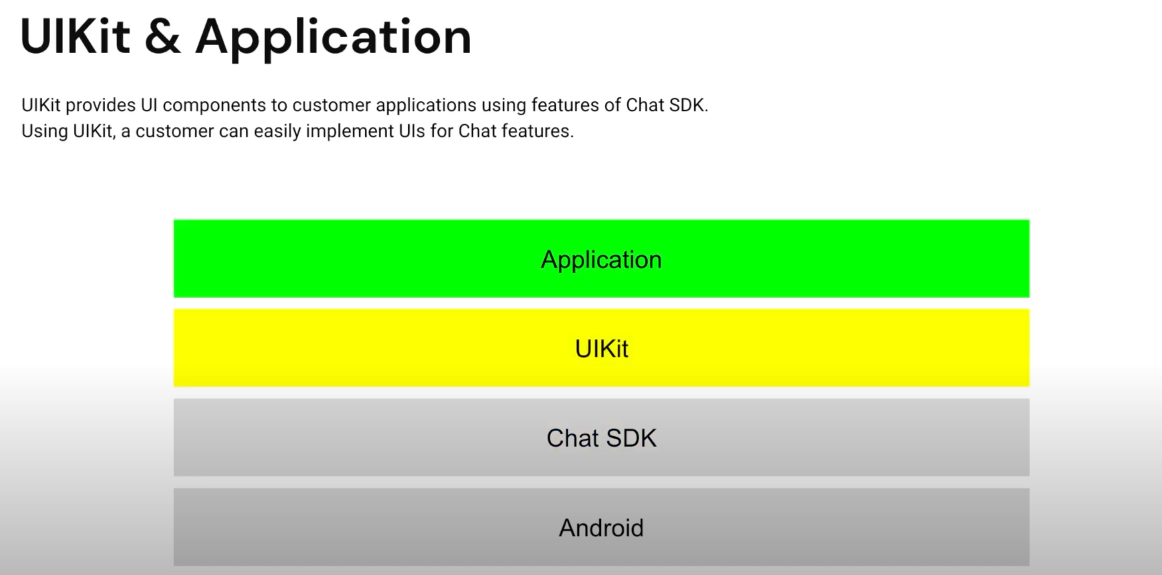 UIKit & Application
UIKit provides UI components to customer applications using features of Chat SDK.
Using UIKit, a customer can easily implement UIs for Chat features.
Application
UIKit
Chat SDK
Android